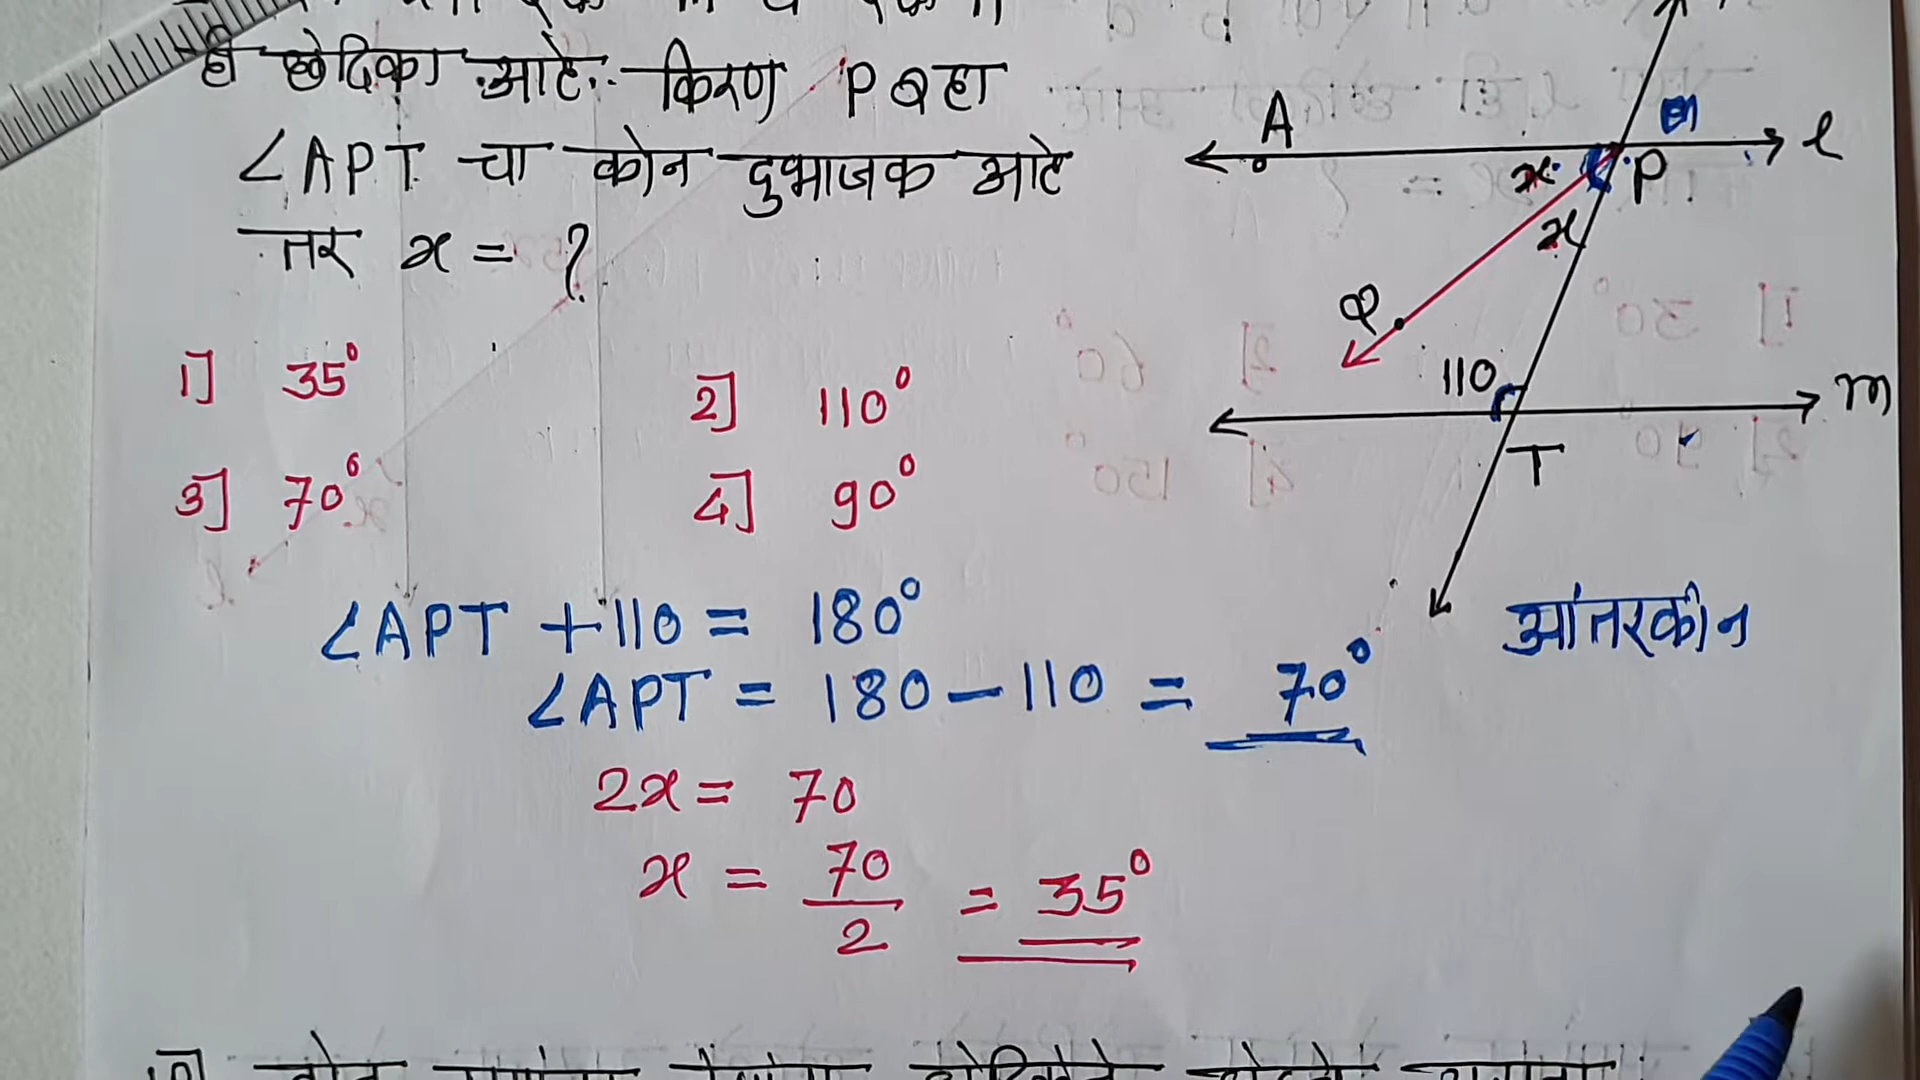 ही छेदिका आहे. किरण PQ हा
∠APT चा कोन दुभाजक आहे
तर x = ?
1] 35°
2] 110°
3] 70°
4] 90°
A
l
x
P
x
Q
110
m
T
∠APT + 110 = 180°
आंतरकोन
∠APT = 180 - 110 = 70°
2x = 70
x = 70/2 = 35°